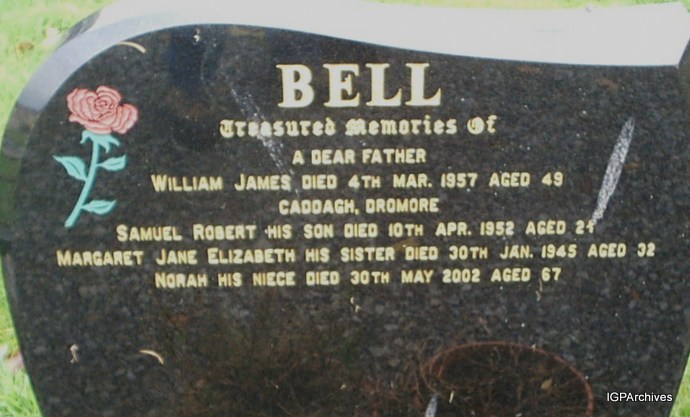 BELL
Treasured Memories Of
A DEAR FATHER
WILLIAM JAMES DIED 4TH MAR. 1957 AGED 49
CADDAGH, DROMORE
SAMUEL ROBERT HIS SON DIED 10TH APR. 1952 AGED
MARGARET JANE ELIZABETH HIS SISTER DIED 30TH JAN. 1945 AGED 32
NORAH HIS NIECE DIED 30TH MAY 2002 AGED 67
IGPArchives